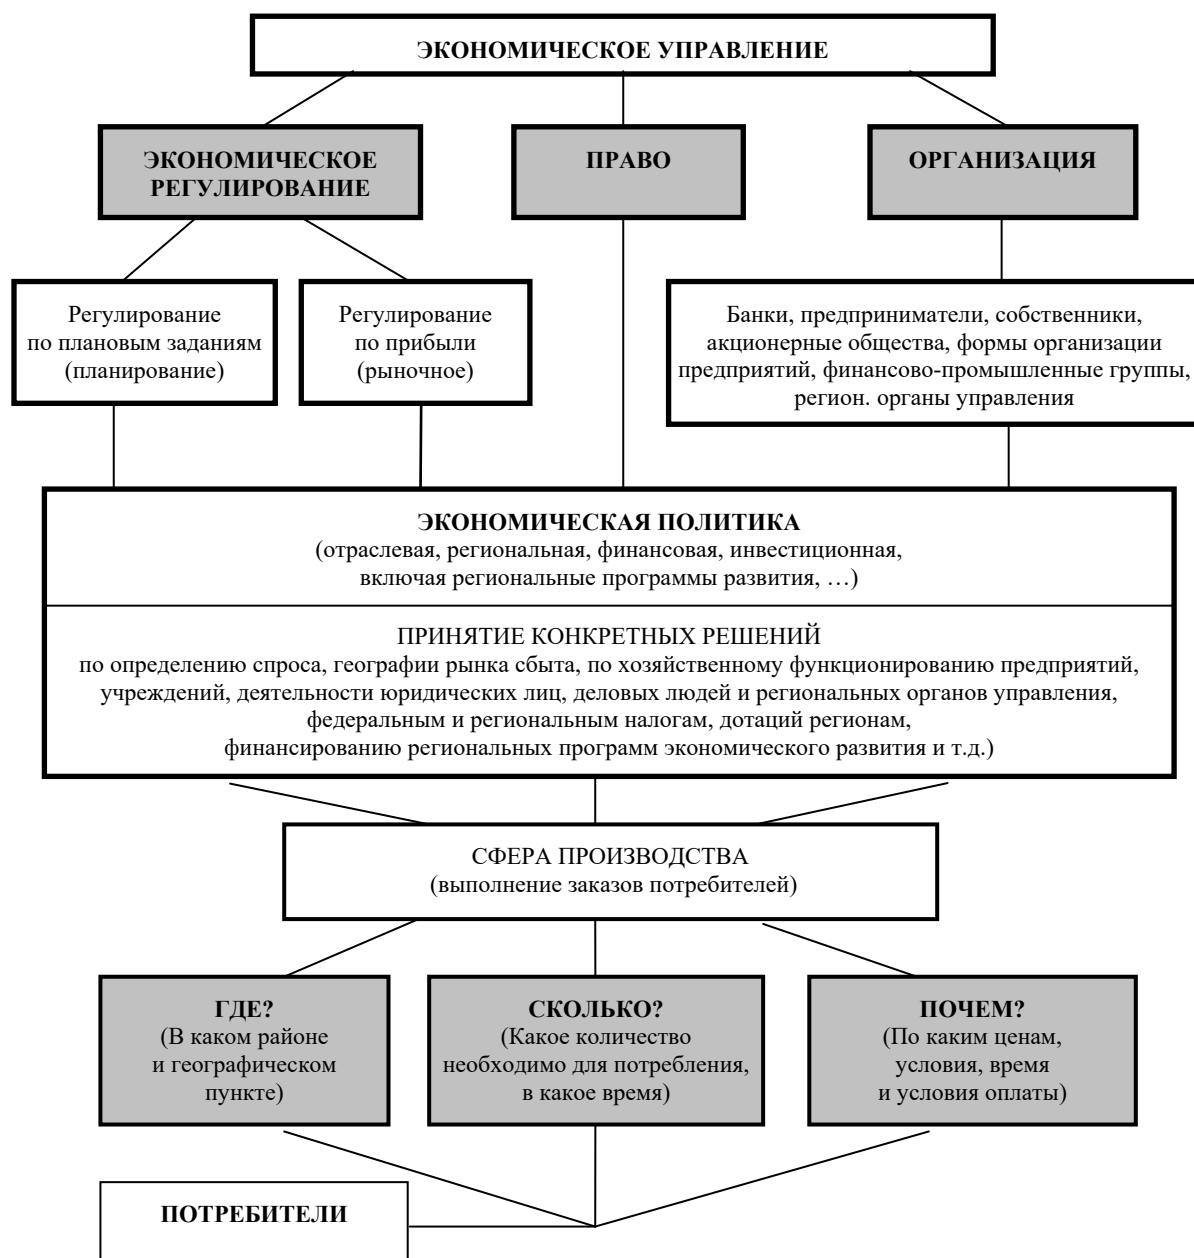 ЭКОНОМИЧЕСКОЕ УПРАВЛЕНИЕ
ЭКОНОМИЧЕСКОЕ
РЕГУЛИРОВАНИЕ
ПРАВО
ОРГАНИЗАЦИЯ
Регулирование
по плановым заданиям
(планирование)
Регулирование
по прибыли
(рыночное)
Банки, предприниматели, собственники,
акционерные общества, формы организации
предприятий, финансово-промышленные группы,
регион. органы управления
ЭКОНОМИЧЕСКАЯ ПОЛИТИКА
(отраслевая, региональная, финансовая, инвестиционная,
включая региональные программы развития, …)
ПРИНЯТИЕ КОНКРЕТНЫХ РЕШЕНИЙ
по определению спроса, географии рынка сбыта, по хозяйственному функционированию предприятий,
учреждений, деятельности юридических лиц, деловых людей и региональных органов управления,
федеральным и региональным налогам, дотаций регионам,
финансированию региональных программ экономического развития и т.д.)
СФЕРА ПРОИЗВОДСТВА
(выполнение заказов потребителей)
ГДЕ?
(В каком районе
и географическом
пункте)
СКОЛЬКО?
(Какое количество
необходимо для потребления,
в какое время)
ПОЧЕМ?
(По каким ценам,
условия, время
и условия оплаты)
ПОТРЕБИТЕЛИ